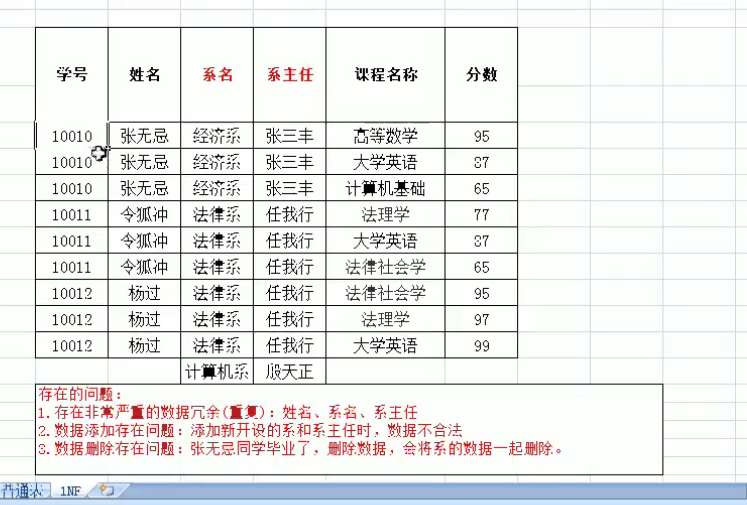 学号 姓名 系名 系主任 课程名称 分数
10010 张无忌 经济系 张三丰 高等数学 95
10010 张无忌 经济系 张三丰 大学英语 87
10010 张无忌 经济系 张三丰 计算机基础 65
10011 令狐冲 法律系 任我行 法理学 77
10011 令狐冲 法律系 任我行 大学英语 87
10011 令狐冲 法律系 任我行 法律社会学 65
10012 杨过 法律系 任我行 法律社会学 95
10012 杨过 法律系 任我行 法理学 97
10012 杨过 法律系 任我行 大学英语 99
计算机系 殷天正
存在的问题：
1.存在非常严重的数据冗余(重复)：姓名、系名、系主任
2.数据添加存在问题：添加新开设的系和系主任时，数据不合法
3.数据删除存在问题：张无忌同学毕业了，删除数据，会将系的数据一起删除。
普通表 1NF